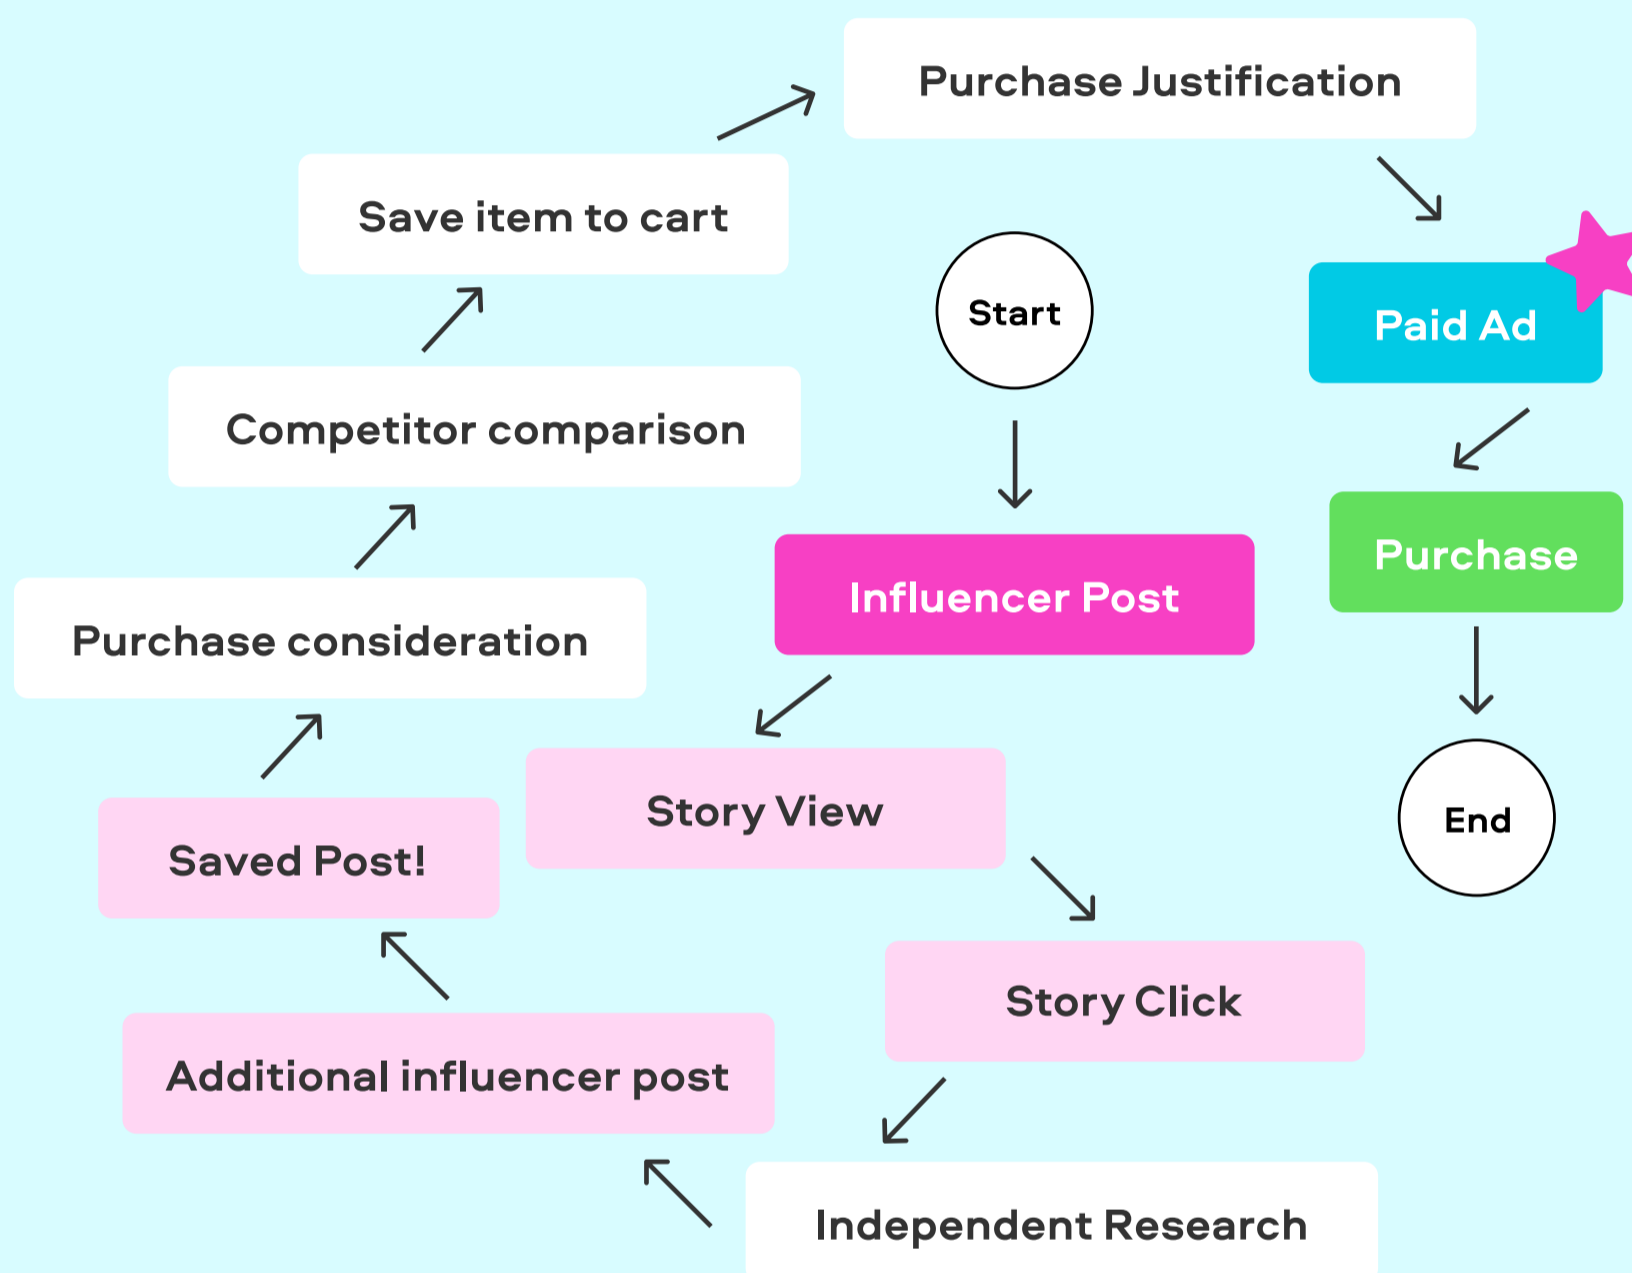 Purchase Justification
Save item to cart
Start
Paid Ad
Competitor comparison
Purchase
Influencer Post
Purchase consideration
Story View
End
Saved Post!
Story Click
Additional influencer post
Independent Research